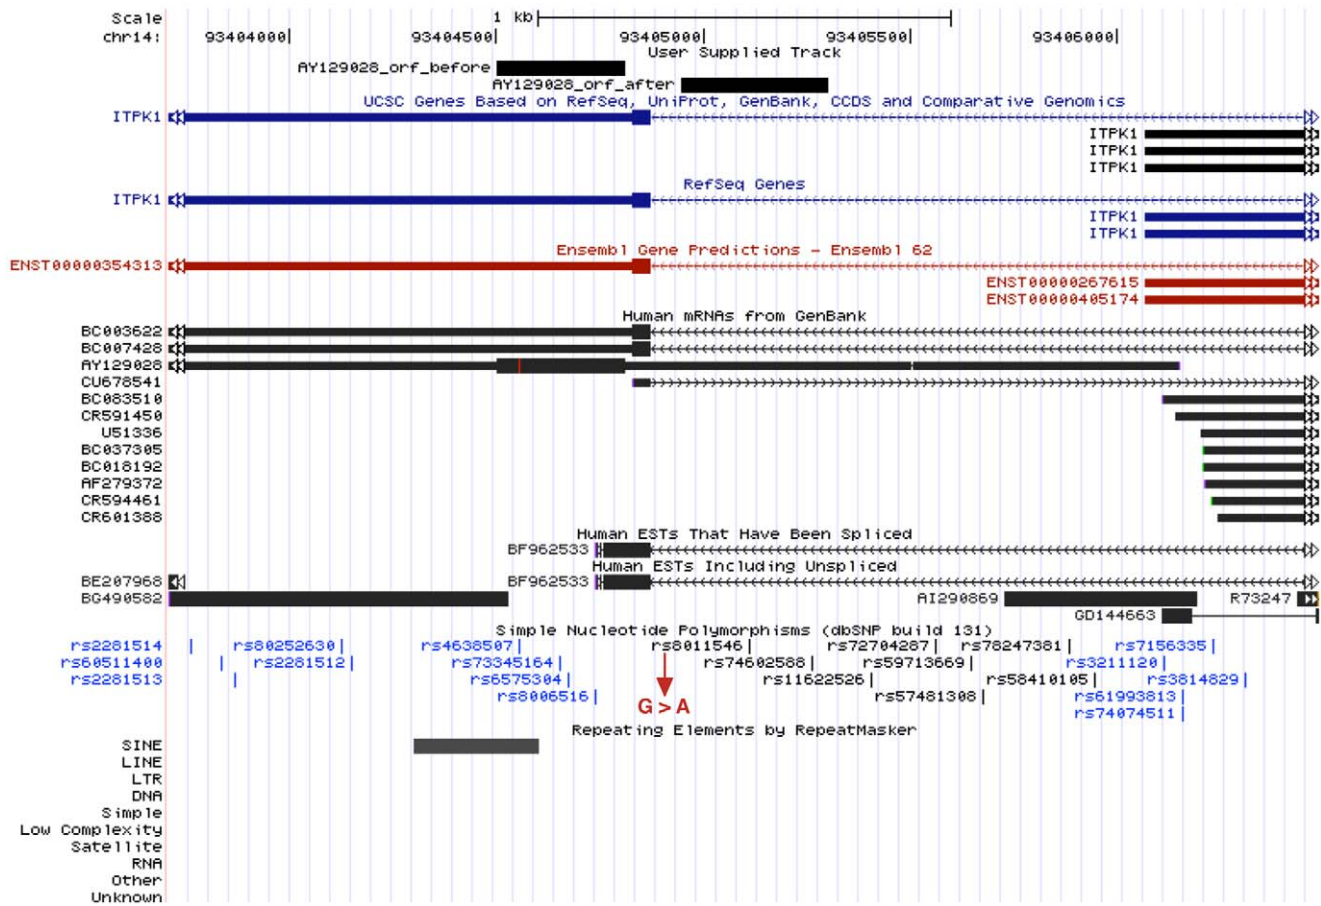 Scale 1 kb
chr14: 93404000 93404500 93405000 93405500 93406000
User Supplied Track
AY129028_orf_before
AY129028_orf_after
UCSC Genes Based on RefSeq, UniProt, GenBank, CCDS and Comparative Genomics
ITPK1
ITPK1
ITPK1
ITPK1
RefSeq Genes
ITPK1
ITPK1
ITPK1
Ensembl Gene Predictions - Ensembl 62
ENST00000354313
ENST00000267615
ENST00000405174
Human mRNAs from GenBank
BC003622
BC007428
AY129028
CU678541
BC083510
CR591450
U51336
BC037305
BC018192
AF279372
CR594461
CR601388
Human ESTs That Have Been Spliced
BF962533
Human ESTs Including Unspliced
BE207968 BF962533
BG490582 AI290869 R73247
GD144663
Simple Nucleotide Polymorphisms (dbSNP build 131)
rs2281514 rs80252630 rs4638507 rs8011546 rs72704287 rs78247381 rs7156335
rs60511400 rs2281512 rs73345164 rs74602588 rs59713669 rs3211120
rs2281513 rs6575304 rs11622526 rs58410105 rs3814829
rs8006516 rs57481308 rs61993813
G > A rs74074511
Repeating Elements by RepeatMasker
SINE
LINE
LTR
DNA
Simple
Low Complexity
Satellite
RNA
Other
Unknown